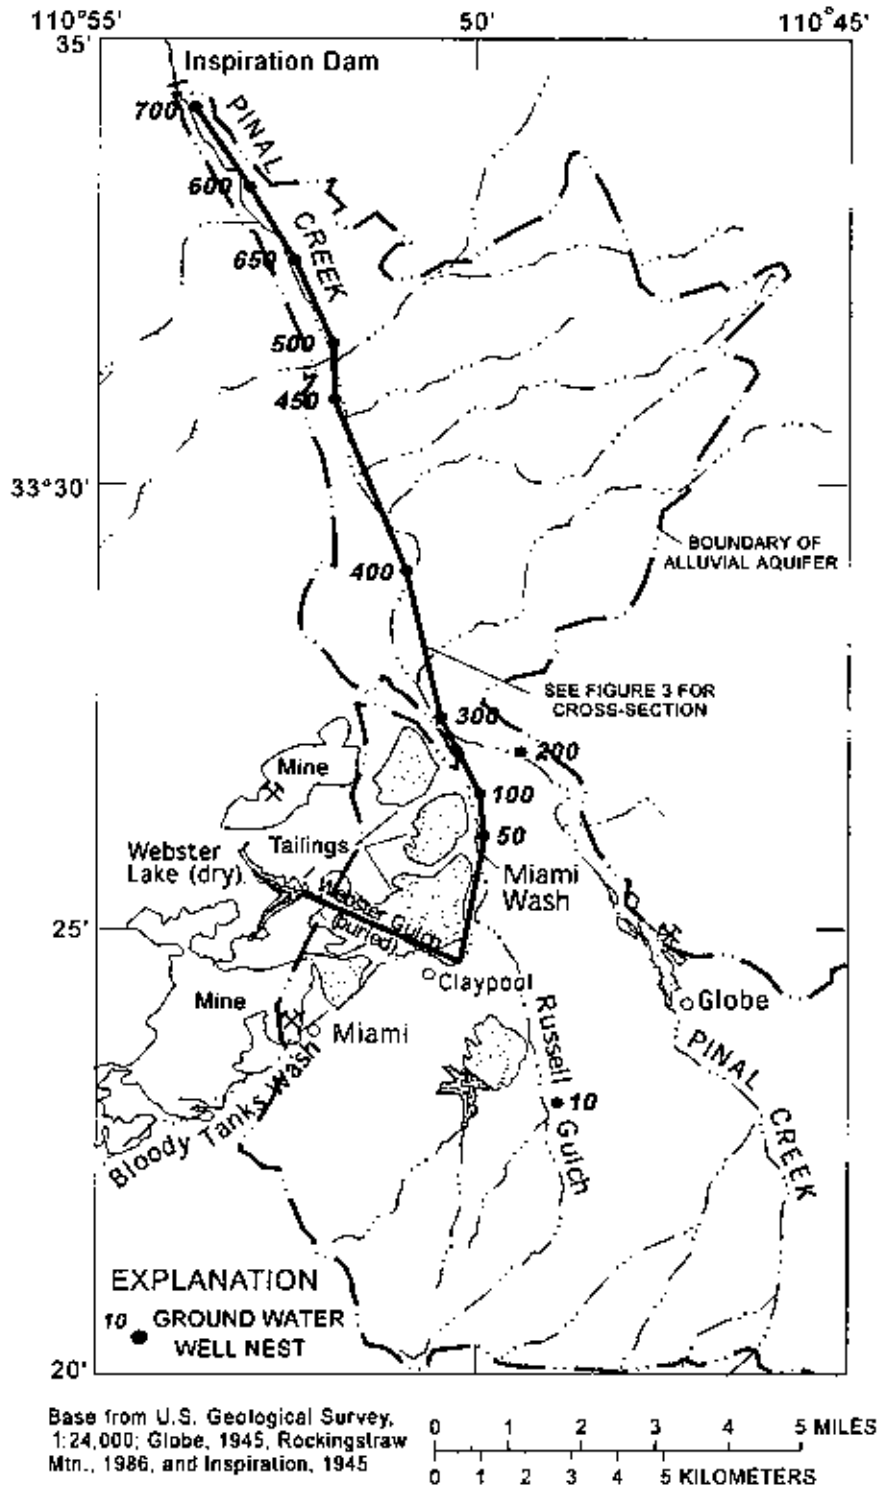 110°55'
50'
110°45'
35'
Inspiration Dam
PINAL
CREEK
700
600
650
500
450
33°30'
BOUNDARY OF
ALLUVIAL AQUIFER
400
SEE FIGURE 3 FOR
CROSS-SECTION
300
200
Mine
100
Tailings
50
Webster
Lake (dry)
Miami
Wash
Webster Gulch
(buried)
25'
Claypool
Mine
Globe
Miami
Russell
Gulch
PINAL
CREEK
10
Bloody Tanks Wash
EXPLANATION
10 GROUND WATER
WELL NEST
20'
Base from U.S. Geological Survey,
1:24,000; Globe, 1945, Rockingstraw
Mtn., 1986, and Inspiration, 1945
0 1 2 3 4 5 MILES
0 1 2 3 4 5 KILOMETERS